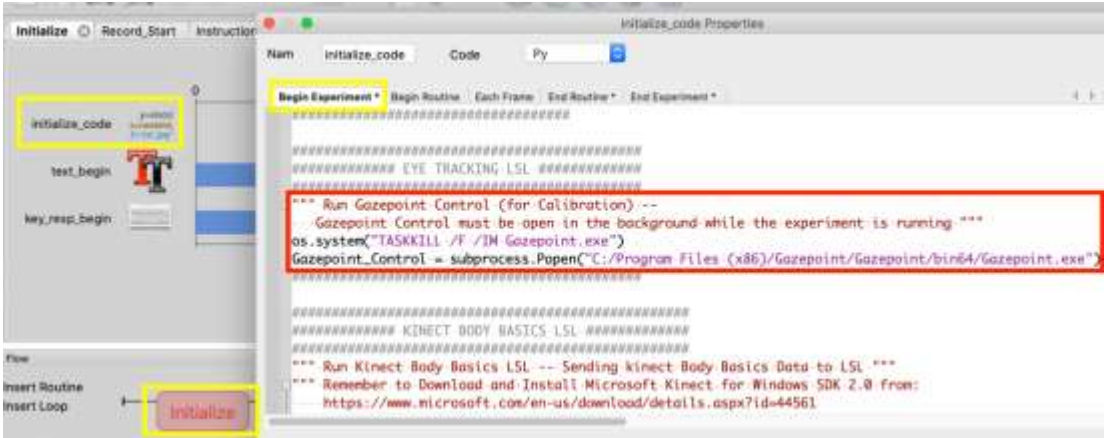 Initialize_code Properties
Initialize Record_Start Instruction
Nam initialize_code Code Py
0
Begin Experiment * Begin Routine Each Frame End Routine * End Experiment *
initialize_code
text_begin
key_resp_begin
############ EYE TRACKING LSL ############
""" Run Gazepoint Control (for Calibration) --
Gazepoint Control must be open in the background while the experiment is running """
os.system("TASKKILL /F /IM Gazepoint.exe")
Gazepoint_Control = subprocess.Popen("C:/Program Files (x86)/Gazepoint/Gazepoint/bin64/Gazepoint.exe")
############# KINECT BODY BASICS LSL #############
""" Run Kinect Body Basics LSL -- Sending kinect Body Basics Data to LSL """
""" Remember to Download and Install Microsoft Kinect for Windows SDK 2.0 from:
https://www.microsoft.com/en-us/download/details.aspx?id=44561
Flow
Insert Routine
Insert Loop
Initialize